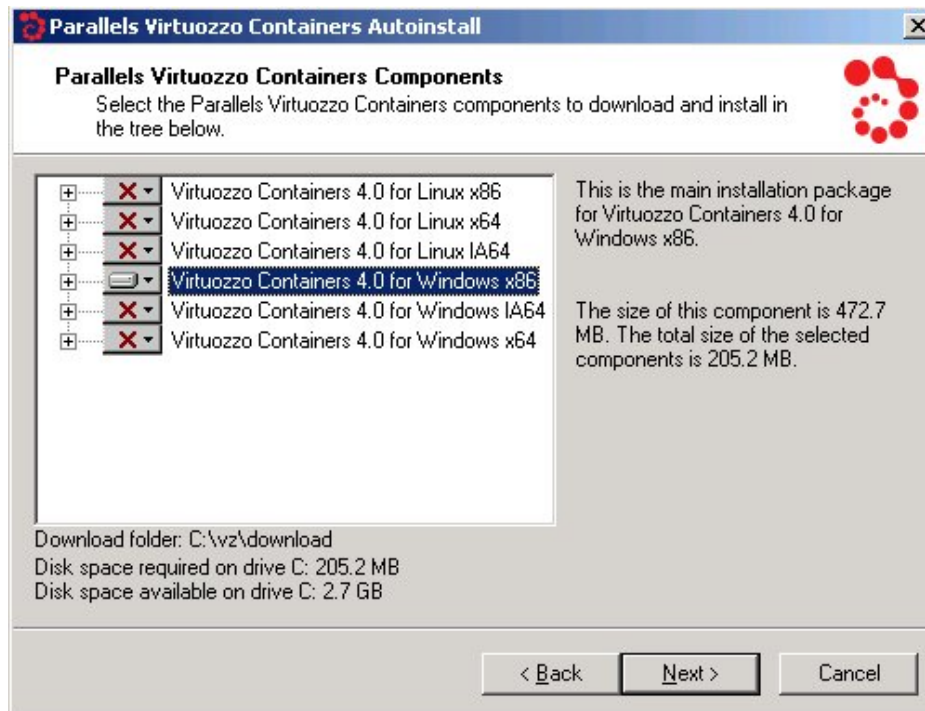 Parallels Virtuozzo Containers Autoinstall
Parallels Virtuozzo Containers Components
Select the Parallels Virtuozzo Containers components to download and install in
the tree below.
Virtuozzo Containers 4.0 for Linux x86
Virtuozzo Containers 4.0 for Linux x64
Virtuozzo Containers 4.0 for Linux IA64
Virtuozzo Containers 4.0 for Windows x86
Virtuozzo Containers 4.0 for Windows IA64
Virtuozzo Containers 4.0 for Windows x64
This is the main installation package
for Virtuozzo Containers 4.0 for
Windows x86.
The size of this component is 472.7
MB. The total size of the selected
components is 205.2 MB.
Download folder: C:\vz\download
Disk space required on drive C: 205.2 MB
Disk space available on drive C: 2.7 GB
< Back
Next >
Cancel